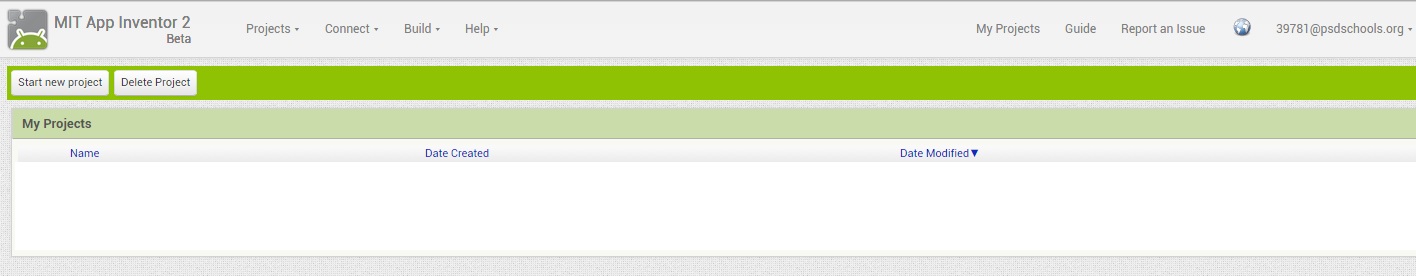 MIT App Inventor 2
Beta
Projects Connect Build Help My Projects Guide Report an Issue 39781@psdschools.org
Start new project Delete Project
My Projects
Name Date Created Date Modified